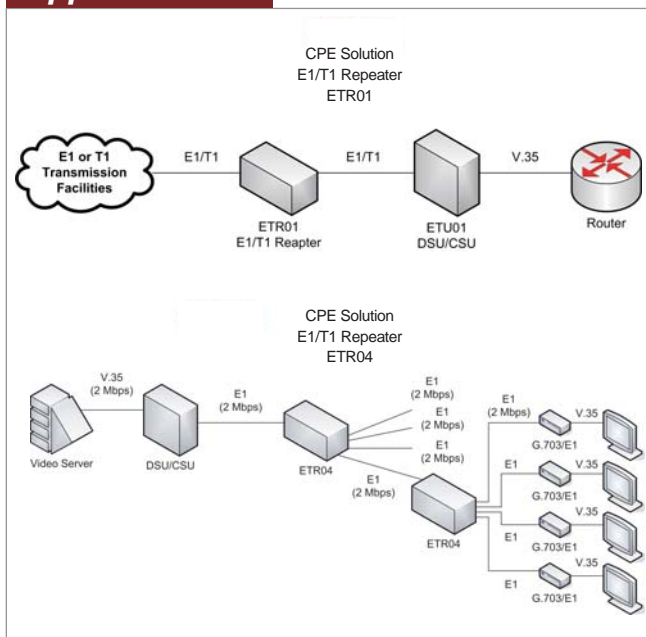 CPE Solution
E1/T1 Repeater
ETR01
E1 or T1
Transmission
Facilities
E1/T1
E1/T1
V.35
ETR01
E1/T1 Reapter
ETU01
DSU/CSU
Router
CPE Solution
E1/T1 Repeater
ETR04
V.35
(2 Mbps)
Video Server
DSU/CSU
E1
(2 Mbps)
ETR04
E1
(2 Mbps)
E1
(2 Mbps)
E1
(2 Mbps)
E1
(2 Mbps)
ETR04
E1
(2 Mbps)
V.35
G.703/E1
E1
V.35
G.703/E1
E1
V.35
G.703/E1
E1
V.35
G.703/E1